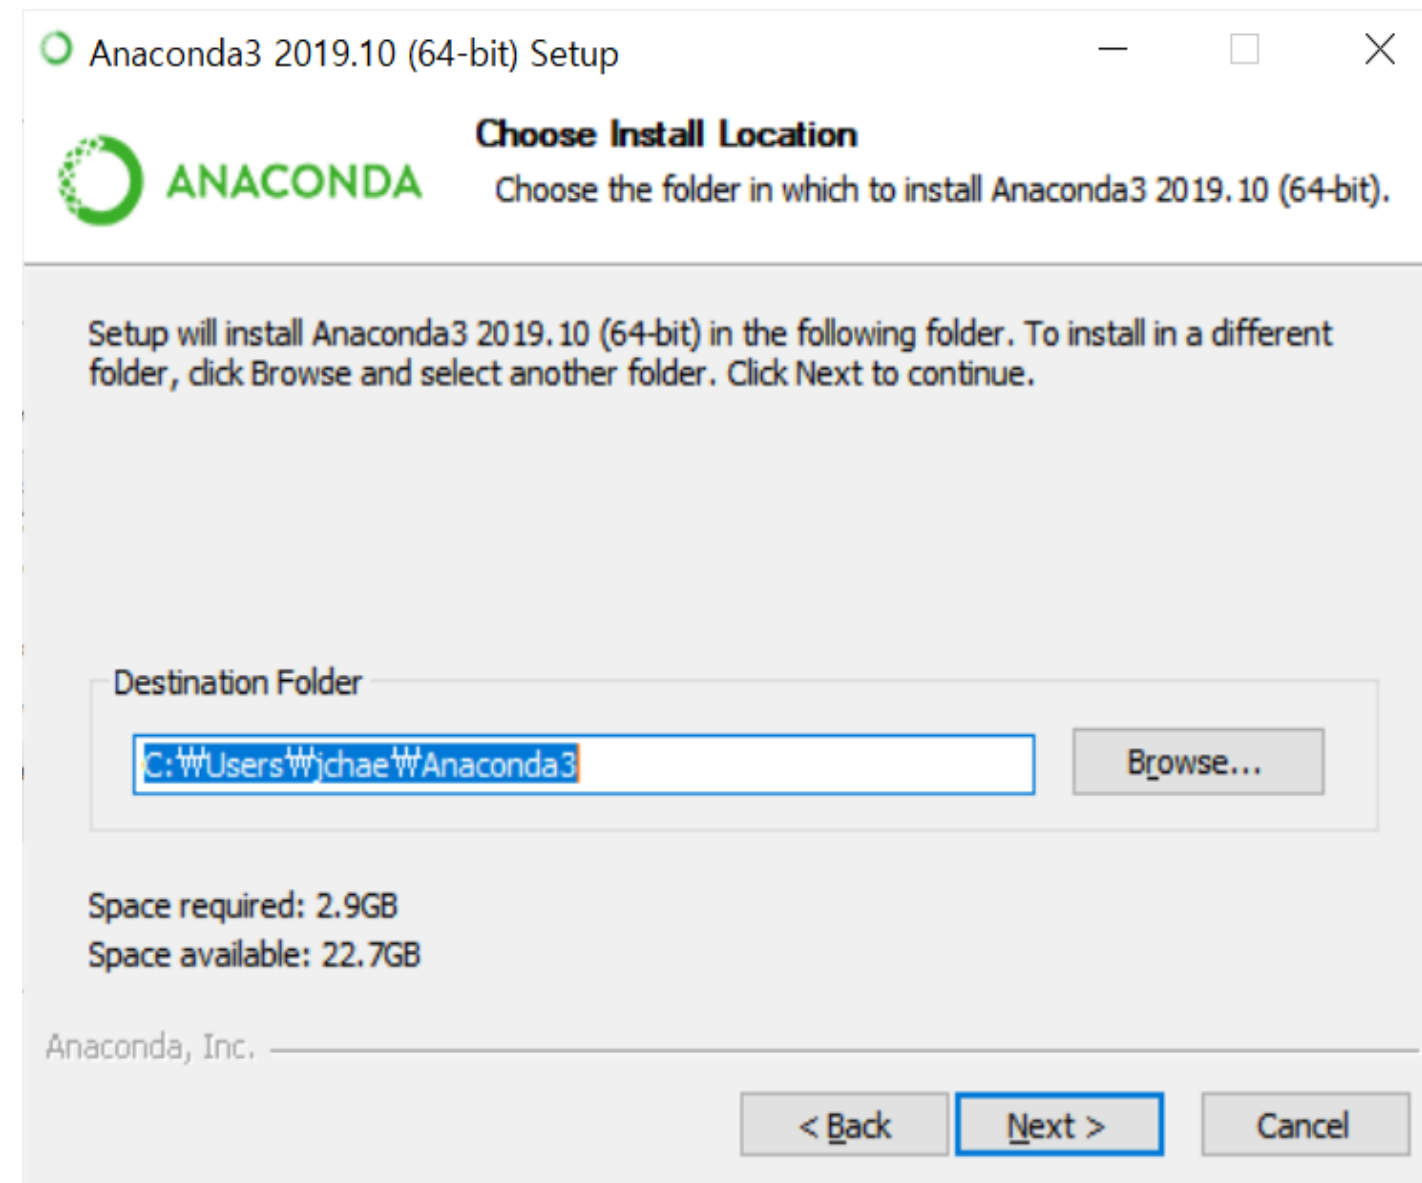 Anaconda3 2019.10 (64-bit) Setup
ANACONDA
Choose Install Location
Choose the folder in which to install Anaconda3 2019.10 (64-bit).
Setup will install Anaconda3 2019.10 (64-bit) in the following folder. To install in a different
folder, click Browse and select another folder. Click Next to continue.
Destination Folder
C:₩Users₩jchae₩Anaconda3
Browse...
Space required: 2.9GB
Space available: 22.7GB
Anaconda, Inc.
< Back
Next >
Cancel